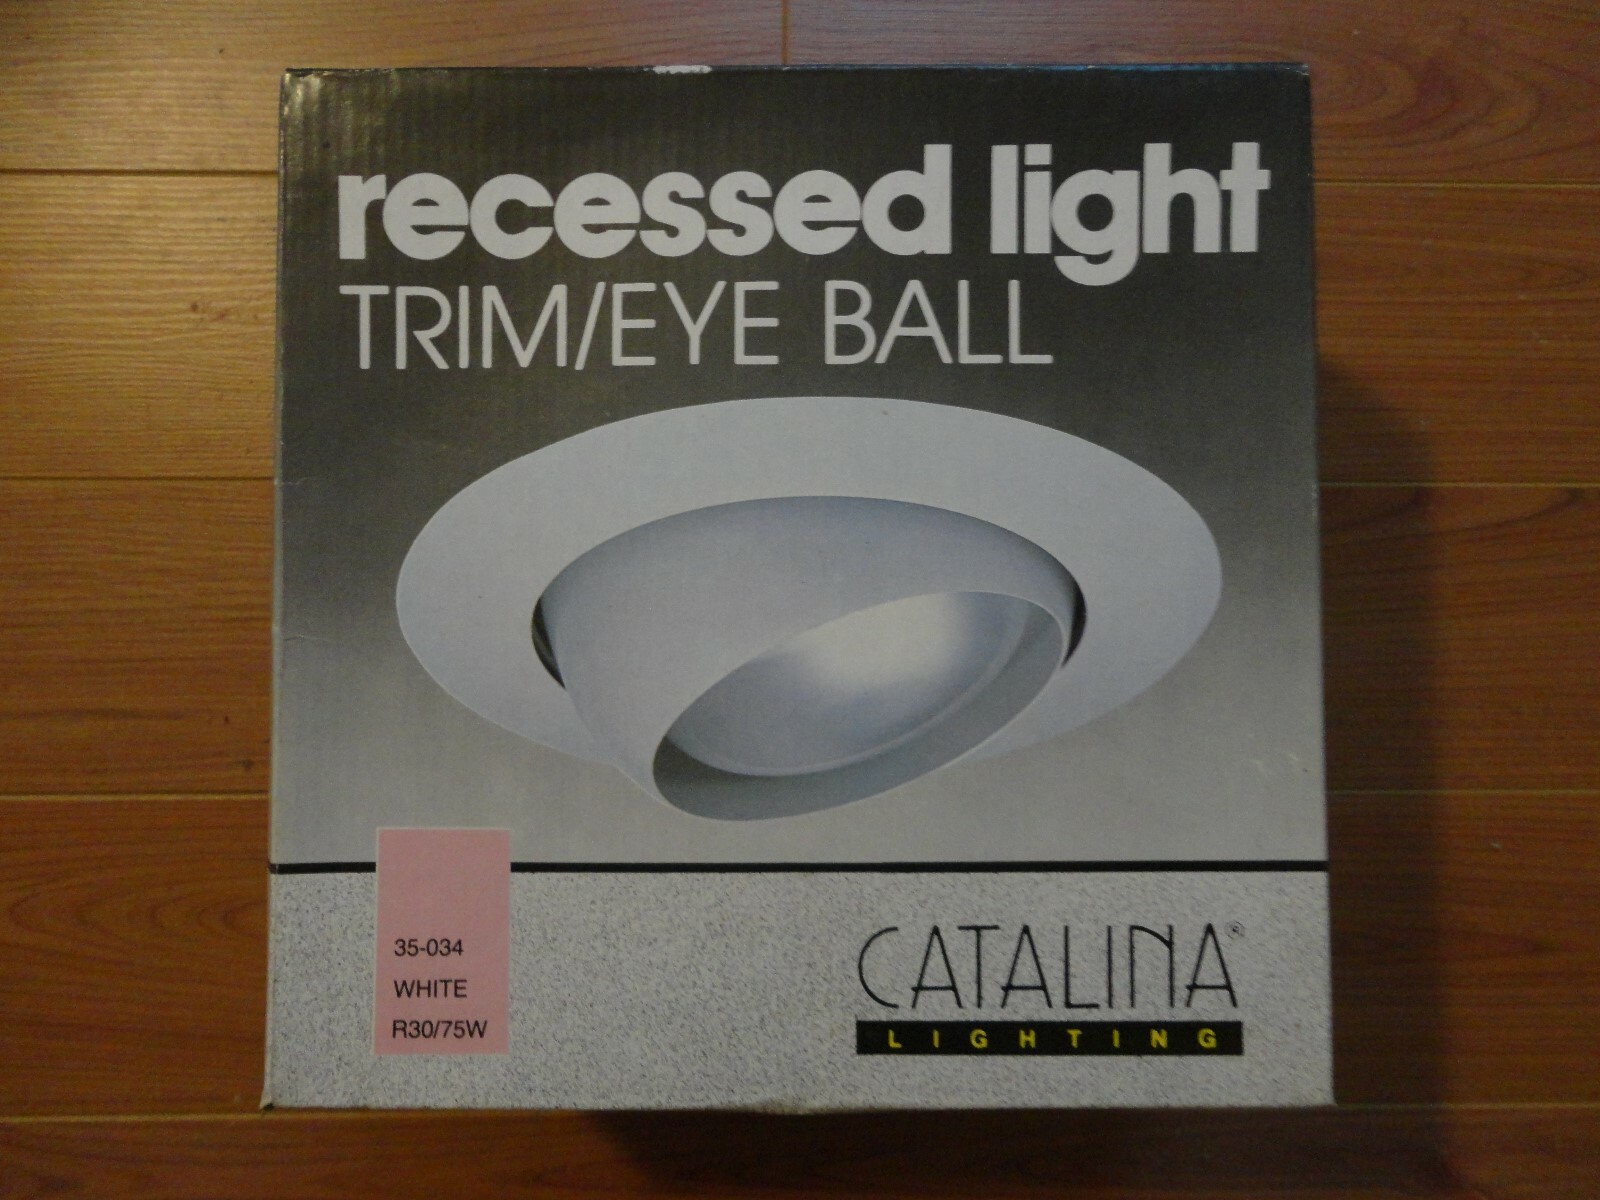 recessed light
TRIM/EYE BALL
35-034
WHITE
R30/75W
CATALINA®
LIGHTING